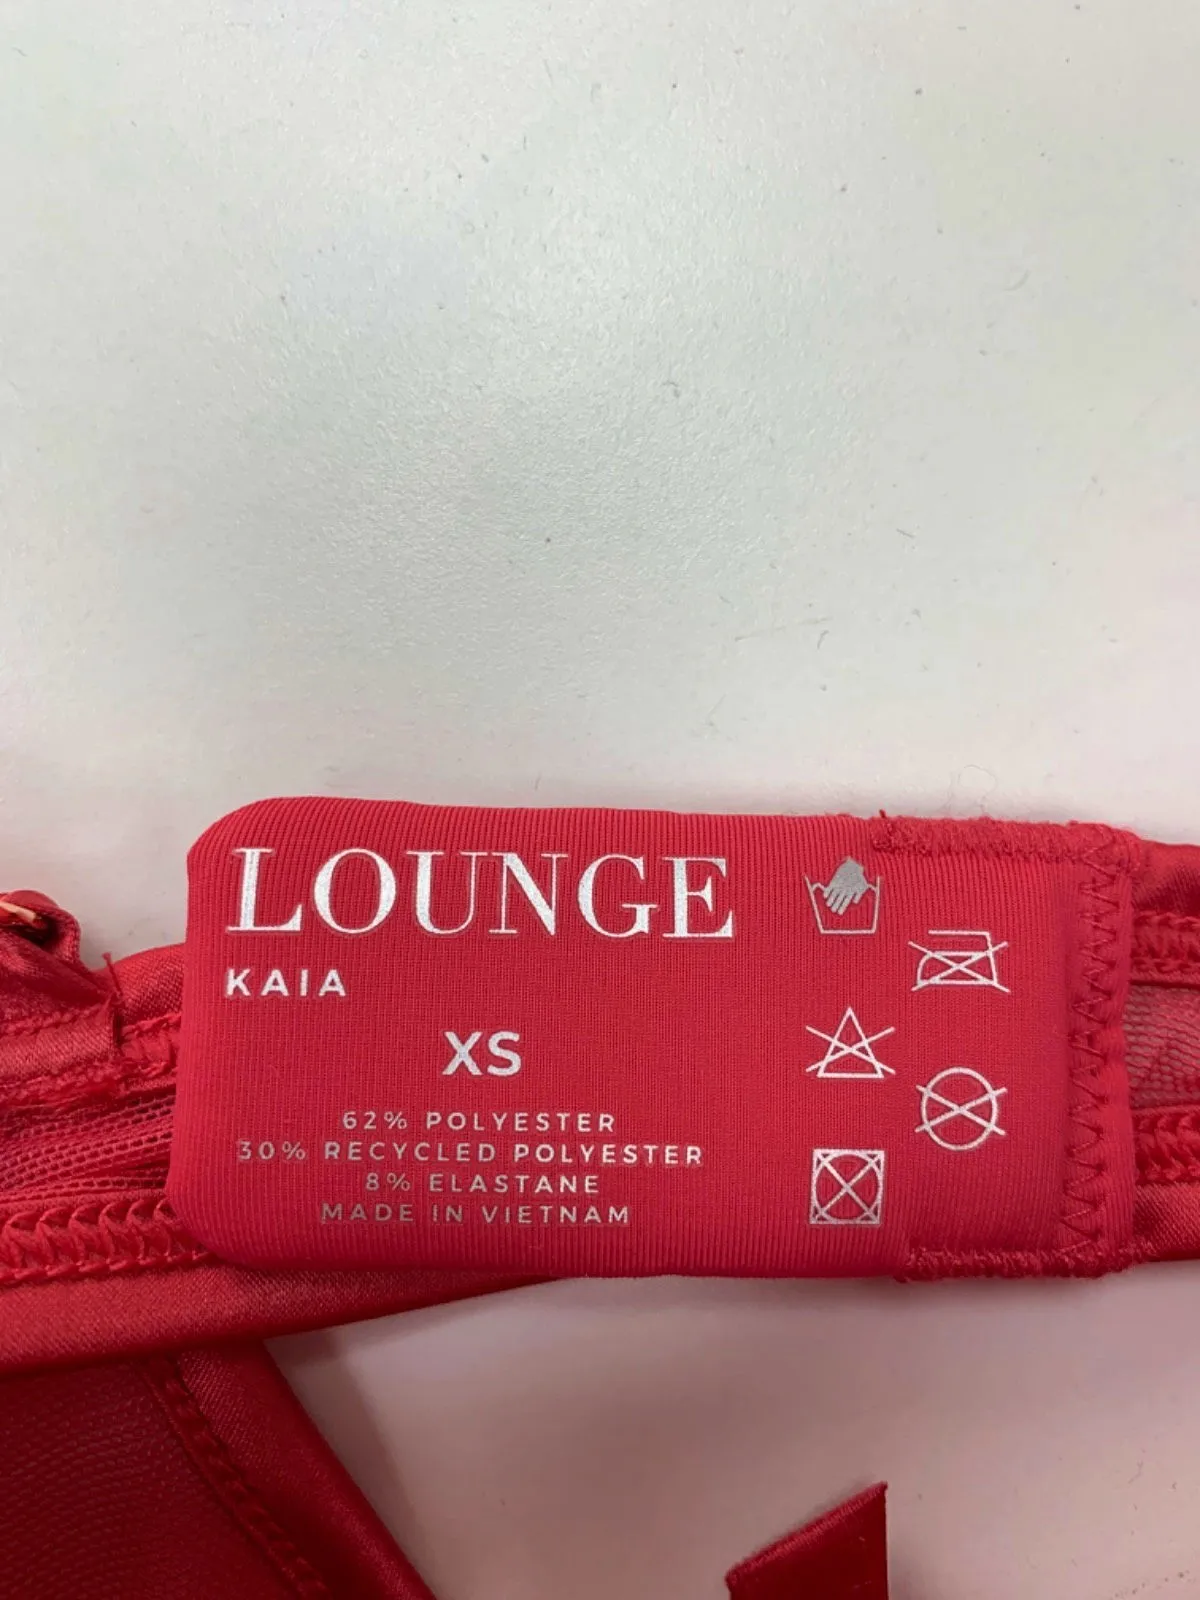 LOUNGE
KAIA
XS
62% POLYESTER
30% RECYCLED POLYESTER
8% ELASTANE
MADE IN VIETNAM